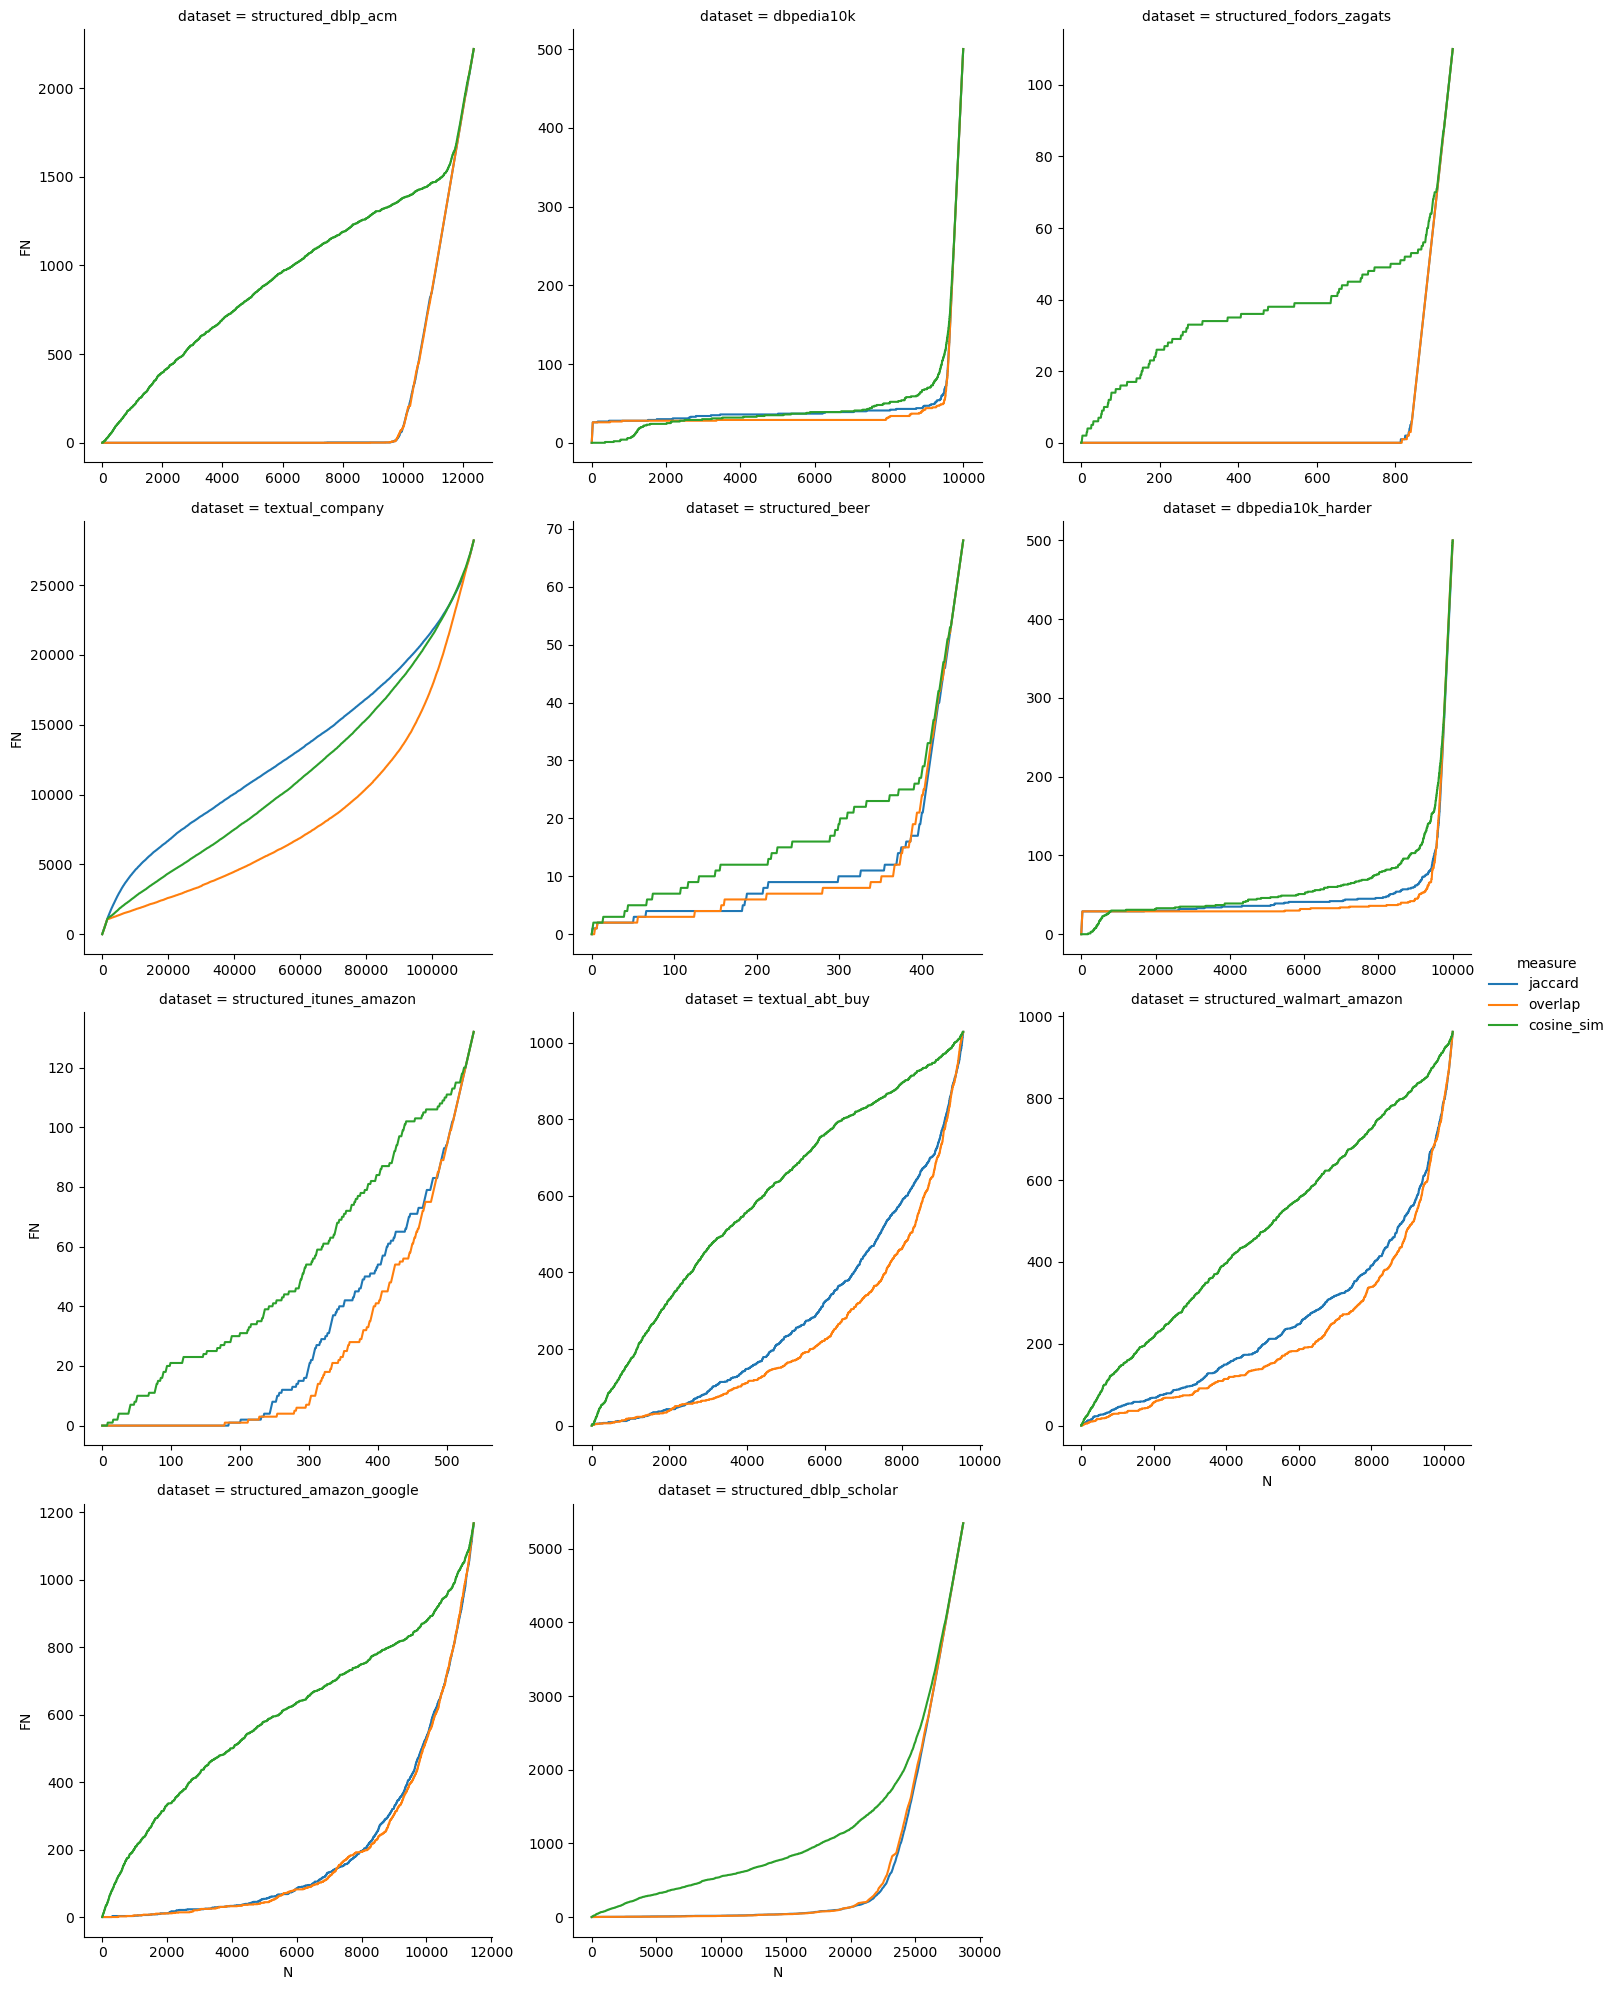 dataset = structured_dblp_acm
FN
2000
1500
1000
500
0
0 2000 4000 6000 8000 10000 12000
dataset = dbpedia10k
500
400
300
200
100
0
0 2000 4000 6000 8000 10000
dataset = structured_fodors_zagats
100
80
60
40
20
0
0 200 400 600 800
dataset = textual_company
FN
25000
20000
15000
10000
5000
0
0 20000 40000 60000 80000 100000
dataset = structured_beer
70
60
50
40
30
20
10
0
0 100 200 300 400
dataset = dbpedia10k_harder
500
400
300
200
100
0
0 2000 4000 6000 8000 10000
measure
jaccard
overlap
cosine_sim
dataset = structured_itunes_amazon
FN
120
100
80
60
40
20
0
0 100 200 300 400 500
dataset = textual_abt_buy
1000
800
600
400
200
0
0 2000 4000 6000 8000 10000
dataset = structured_walmart_amazon
1000
800
600
400
200
0
0 2000 4000 6000 8000 10000
N
dataset = structured_amazon_google
FN
1200
1000
800
600
400
200
0
0 2000 4000 6000 8000 10000 12000
N
dataset = structured_dblp_scholar
5000
4000
3000
2000
1000
0
0 5000 10000 15000 20000 25000 30000
N